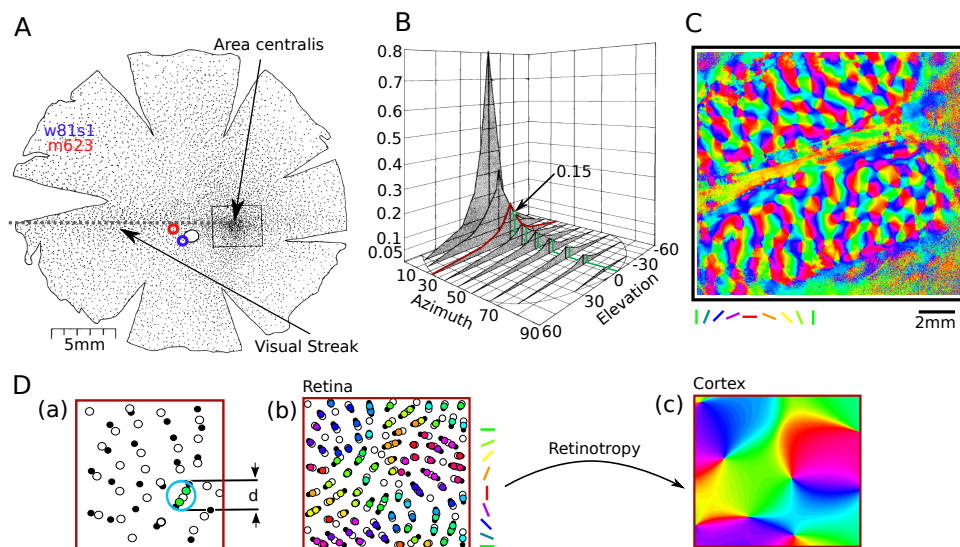 A
Area centralis
w81s1
m623
5mm
Visual Streak
B
0.8
0.7
0.6
0.5
0.4
0.3
0.2
0.1
0.05
0.15
10
30
50
70
90
Azimuth
60
30
0
-30
-60
Elevation
C
2mm
D
(a)
d
Retina
(b)
Retinotropy
Cortex
(c)